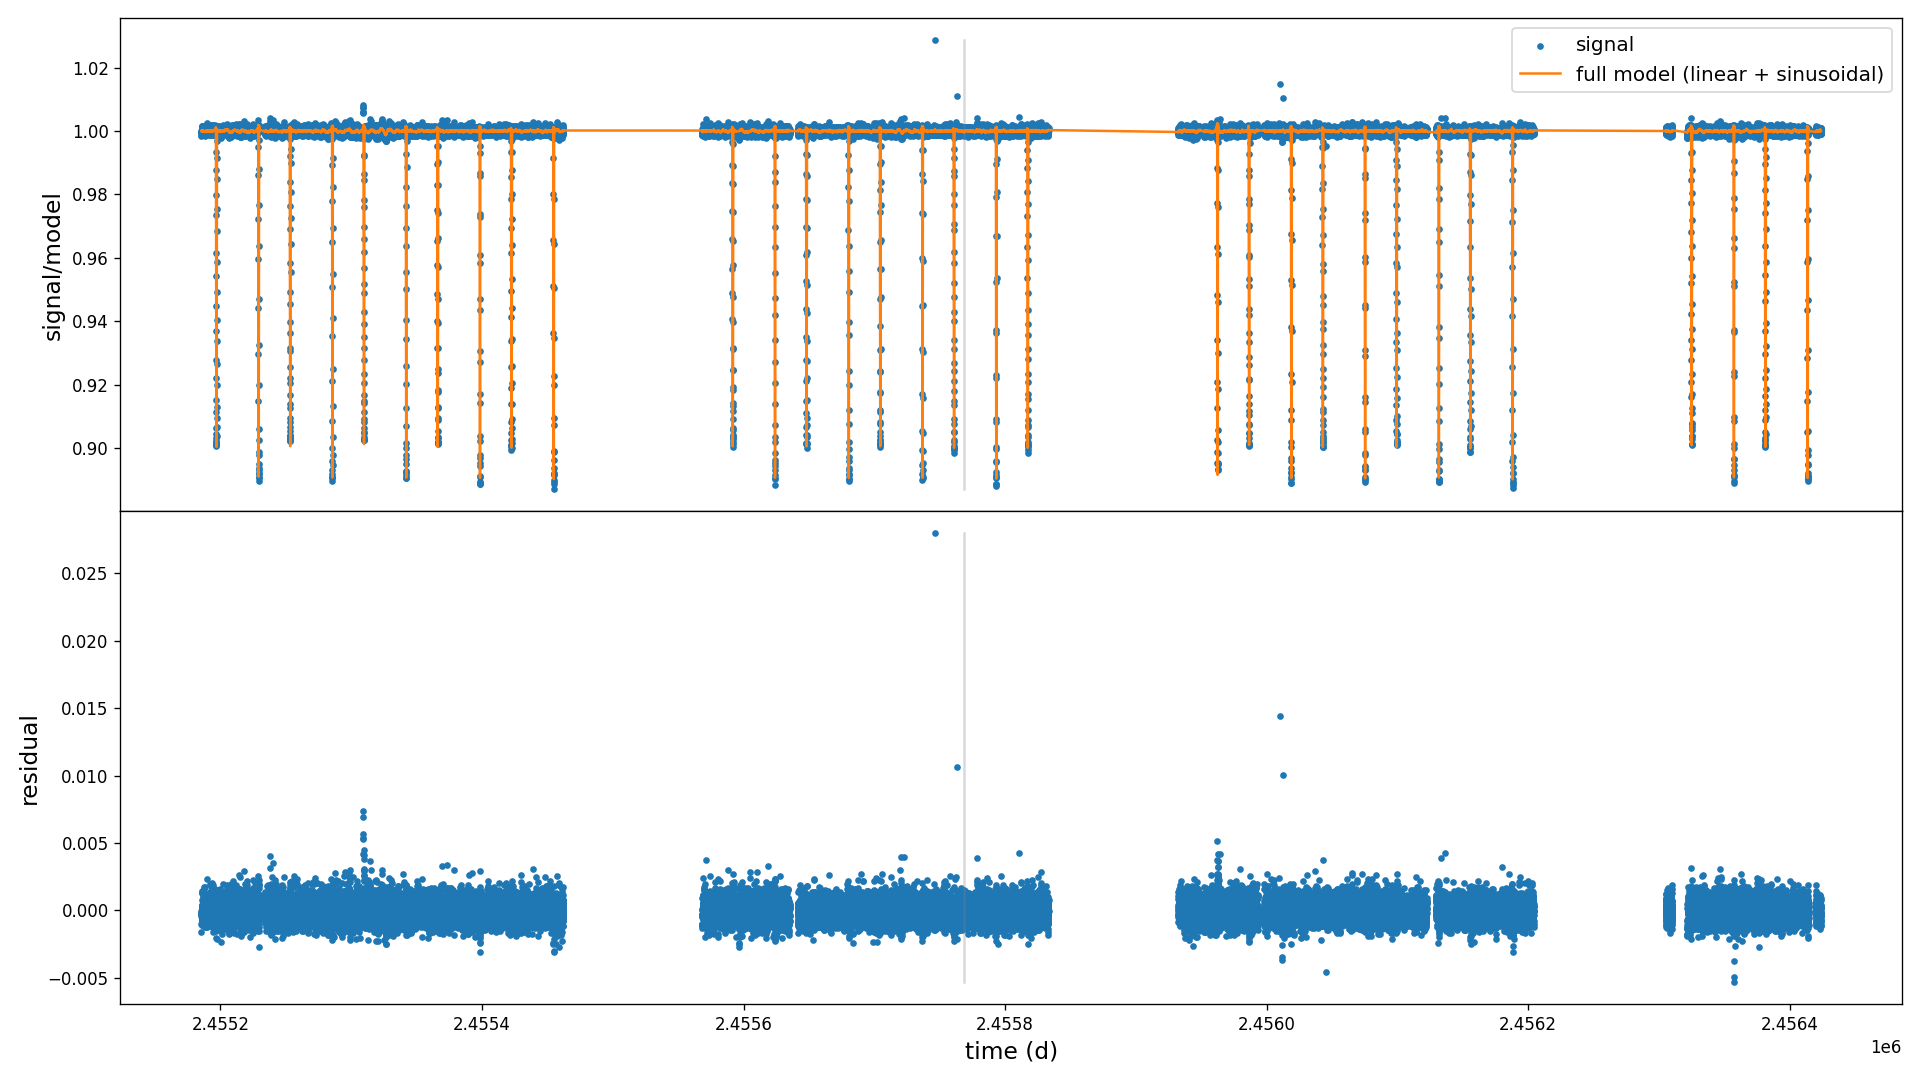 signal
full model (linear + sinusoidal)
signal/model
1.02
1.00
0.98
0.96
0.94
0.92
0.90
residual
0.025
0.020
0.015
0.010
0.005
0.000
−0.005
2.4552 2.4554 2.4556 2.4558 2.4560 2.4562 2.4564
1e6
time (d)